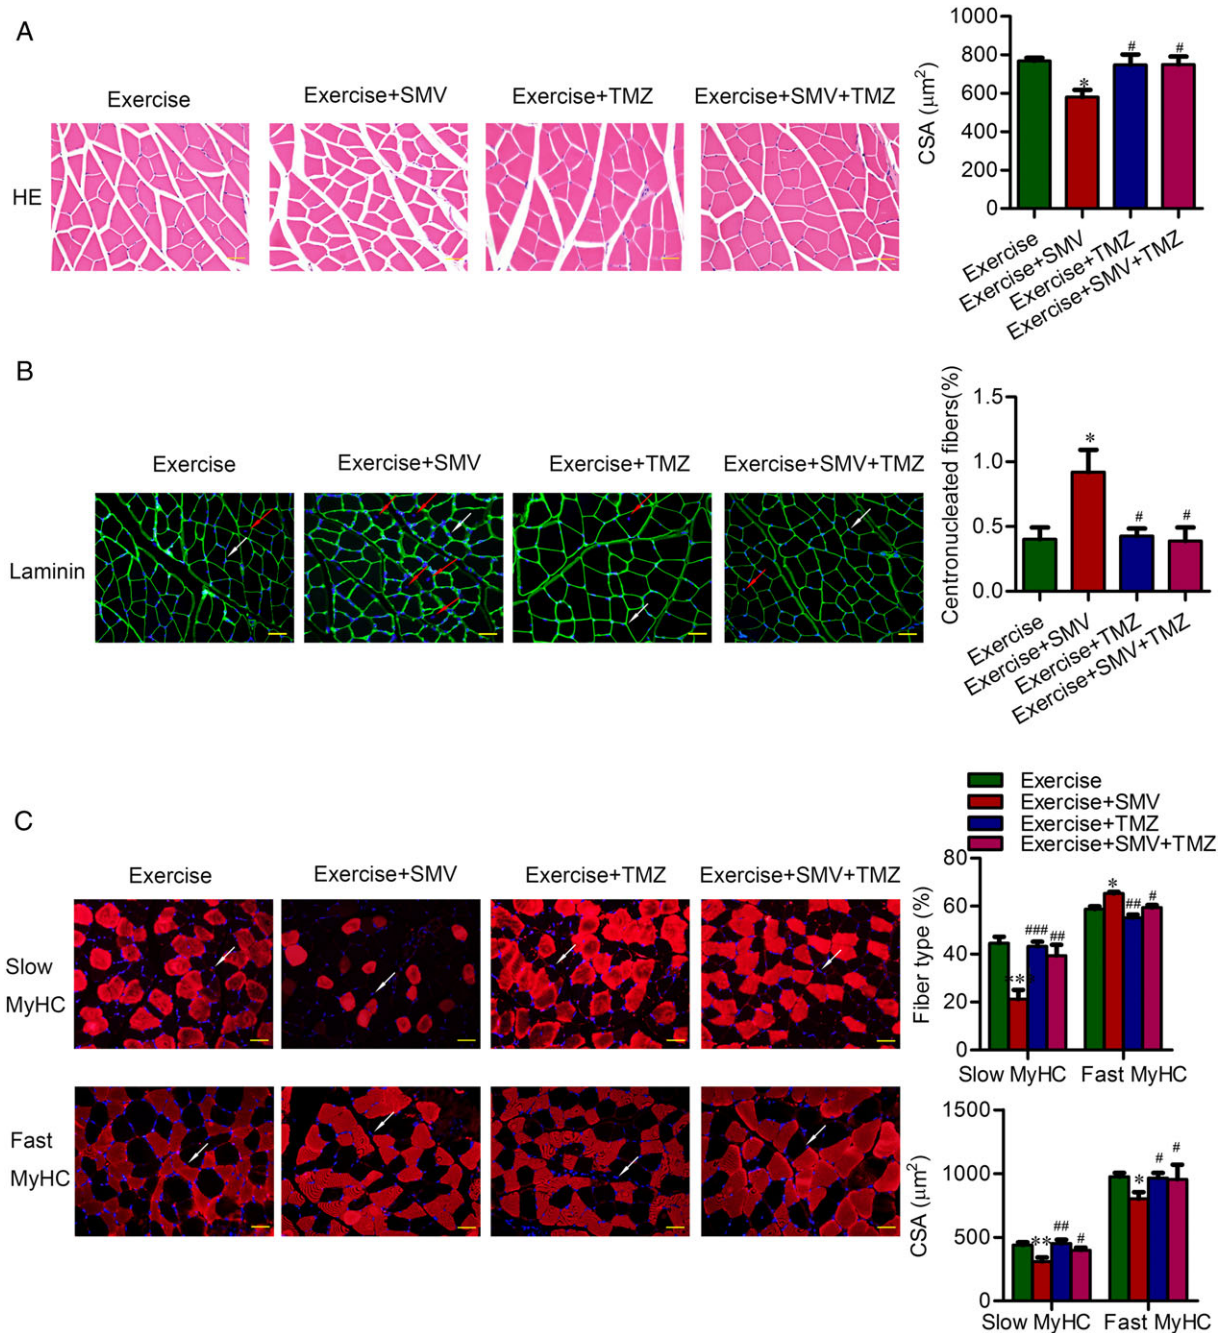 A
Exercise
Exercise+SMV
Exercise+TMZ
Exercise+SMV+TMZ
HE
CSA (μm²)
1000
800
600
400
200
0
*
#
#
Exercise
Exercise+SMV
Exercise+TMZ
Exercise+SMV+TMZ
B
Exercise
Exercise+SMV
Exercise+TMZ
Exercise+SMV+TMZ
Laminin
Centronucleated fibers(%)
1.5
1.0
0.5
0.0
*
#
#
Exercise
Exercise+SMV
Exercise+TMZ
Exercise+SMV+TMZ
C
Exercise
Exercise+SMV
Exercise+TMZ
Exercise+SMV+TMZ
Exercise
Exercise+SMV
Exercise+TMZ
Exercise+SMV+TMZ
Slow
MyHC
Fast
MyHC
Fiber type (%)
80
60
40
20
0
###
##
*
##
#
Slow MyHC
Fast MyHC
CSA (μm²)
1500
1000
500
0
**
##
#
*
#
#
Slow MyHC
Fast MyHC